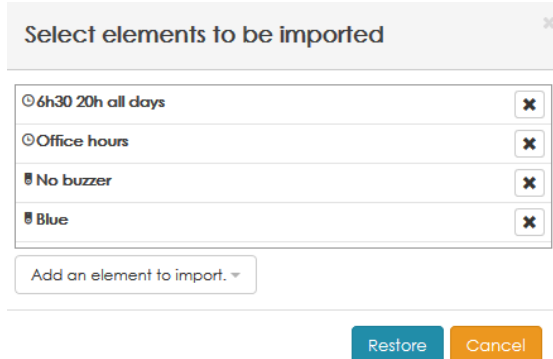 Select elements to be imported
6h30 20h all days
Office hours
No buzzer
Blue
Add an element to import.
Restore Cancel